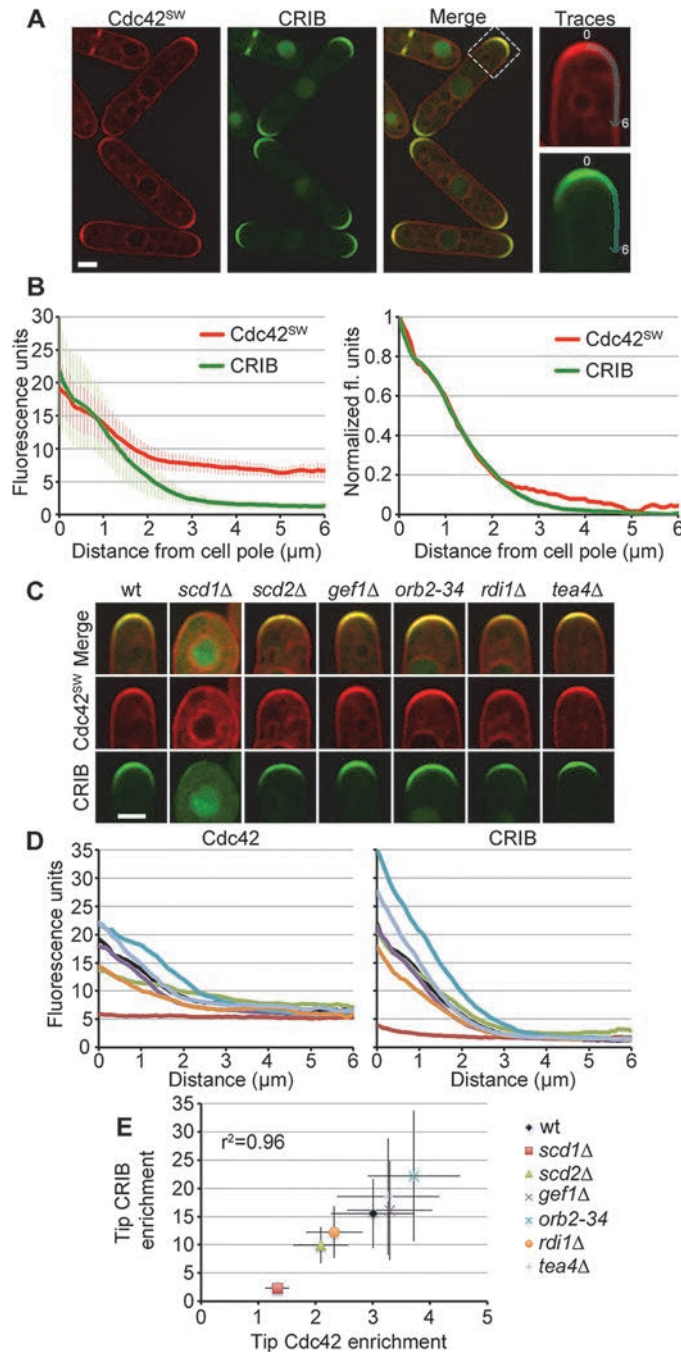 A
Cdc42SW CRIB Merge Traces
0
6
0
6
B
30
25
20
15
10
5
0
Fluorescence units
Cdc42SW
CRIB
0 1 2 3 4 5 6
Distance from cell pole (µm)
1
0.8
0.6
0.4
0.2
0
Normalized fl. units
Cdc42SW
CRIB
0 1 2 3 4 5 6
Distance from cell pole (µm)
C
wt scd1Δ scd2Δ gef1Δ orb2-34 rdi1Δ tea4Δ
Merge
Cdc42SW
CRIB
D
Cdc42
35
30
25
20
15
10
5
0
Fluorescence units
0 1 2 3 4 5 6
Distance (µm)
CRIB
35
30
25
20
15
10
5
0
0 1 2 3 4 5 6
Distance (µm)
E
35
30
25
20
15
10
5
0
Tip CRIB
enrichment
r²=0.96
0 1 2 3 4 5
Tip Cdc42 enrichment
wt
scd1Δ
scd2Δ
gef1Δ
orb2-34
rdi1Δ
tea4Δ